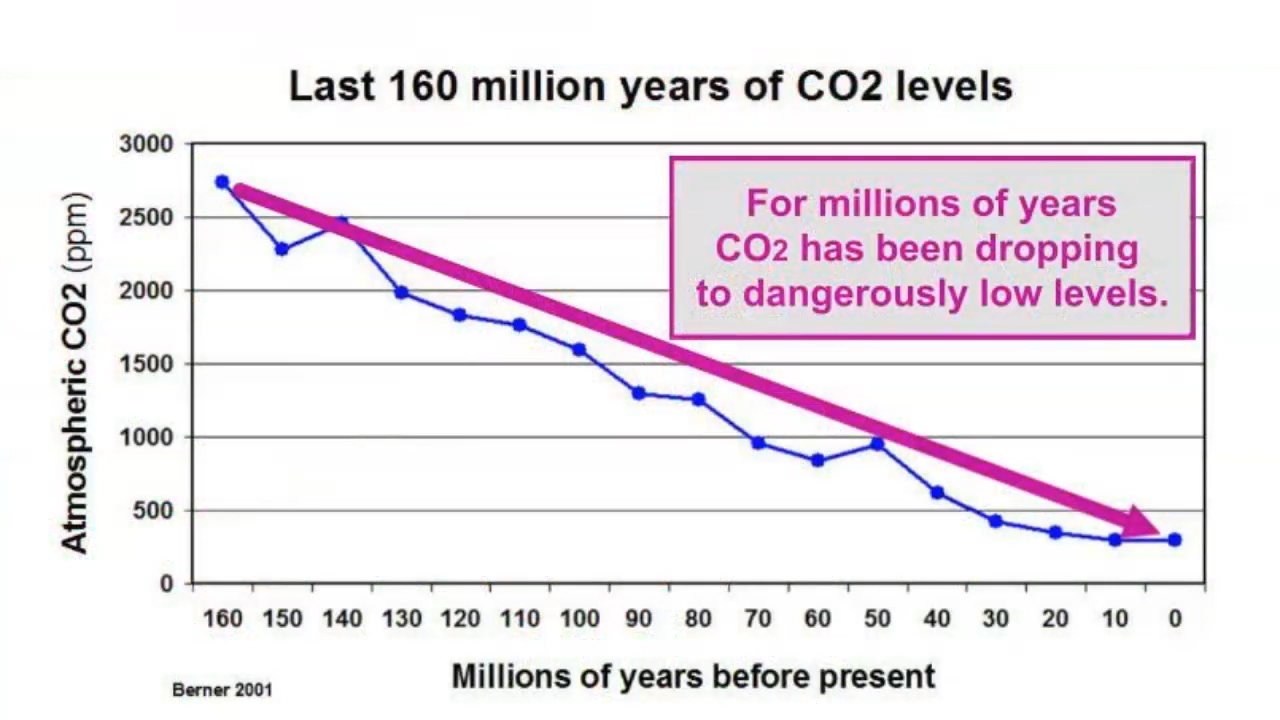 Last 160 million years of CO2 levels
3000
2500
2000
1500
1000
500
0
Atmospheric CO2 (ppm)
For millions of years
CO2 has been dropping
to dangerously low levels.
160 150 140 130 120 110 100 90 80 70 60 50 40 30 20 10 0
Millions of years before present
Berner 2001